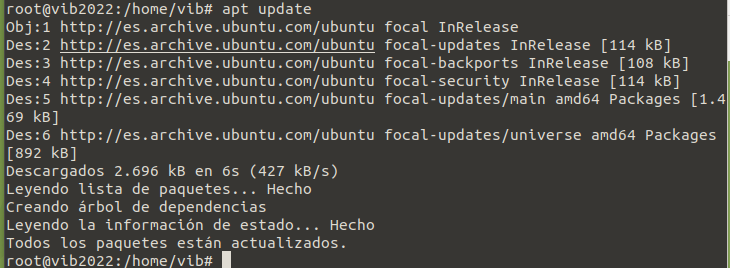 root@vib2022:/home/vib# apt update
Obj:1 http://es.archive.ubuntu.com/ubuntu focal InRelease
Des:2 http://es.archive.ubuntu.com/ubuntu focal-updates InRelease [114 kB]
Des:3 http://es.archive.ubuntu.com/ubuntu focal-backports InRelease [108 kB]
Des:4 http://es.archive.ubuntu.com/ubuntu focal-security InRelease [114 kB]
Des:5 http://es.archive.ubuntu.com/ubuntu focal-updates/main amd64 Packages [1.4
69 kB]
Des:6 http://es.archive.ubuntu.com/ubuntu focal-updates/universe amd64 Packages
[892 kB]
Descargados 2.696 kB en 6s (427 kB/s)
Leyendo lista de paquetes... Hecho
Creando árbol de dependencias
Leyendo la información de estado... Hecho
Todos los paquetes están actualizados.
root@vib2022:/home/vib#